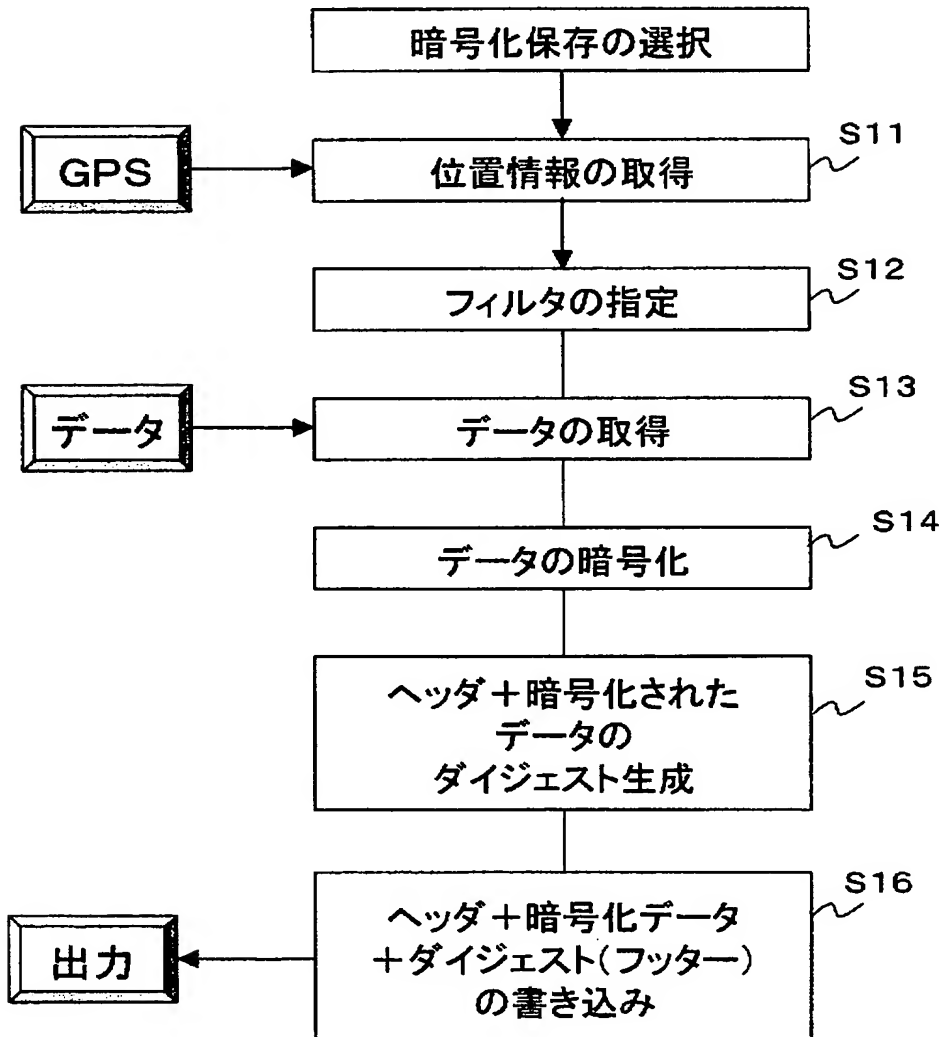 暗号化保存の選択
S11
GPS
位置情報の取得
S12
フィルタの指定
S13
データ
データの取得
S14
データの暗号化
S15
ヘッダ＋暗号化された
データの
ダイジェスト生成
S16
ヘッダ＋暗号化データ
＋ダイジェスト(フッター)
の書き込み
出力